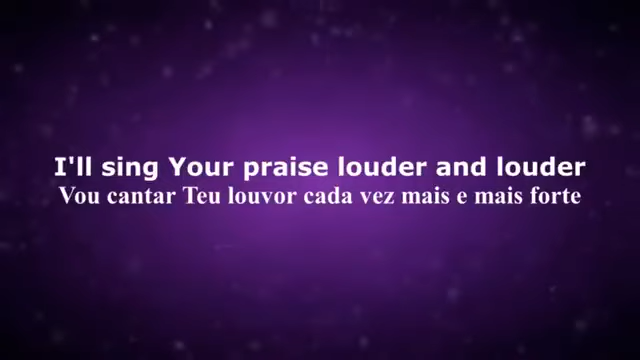 I'll sing Your praise louder and louder
Vou cantar Teu louvor cada vez mais e mais forte